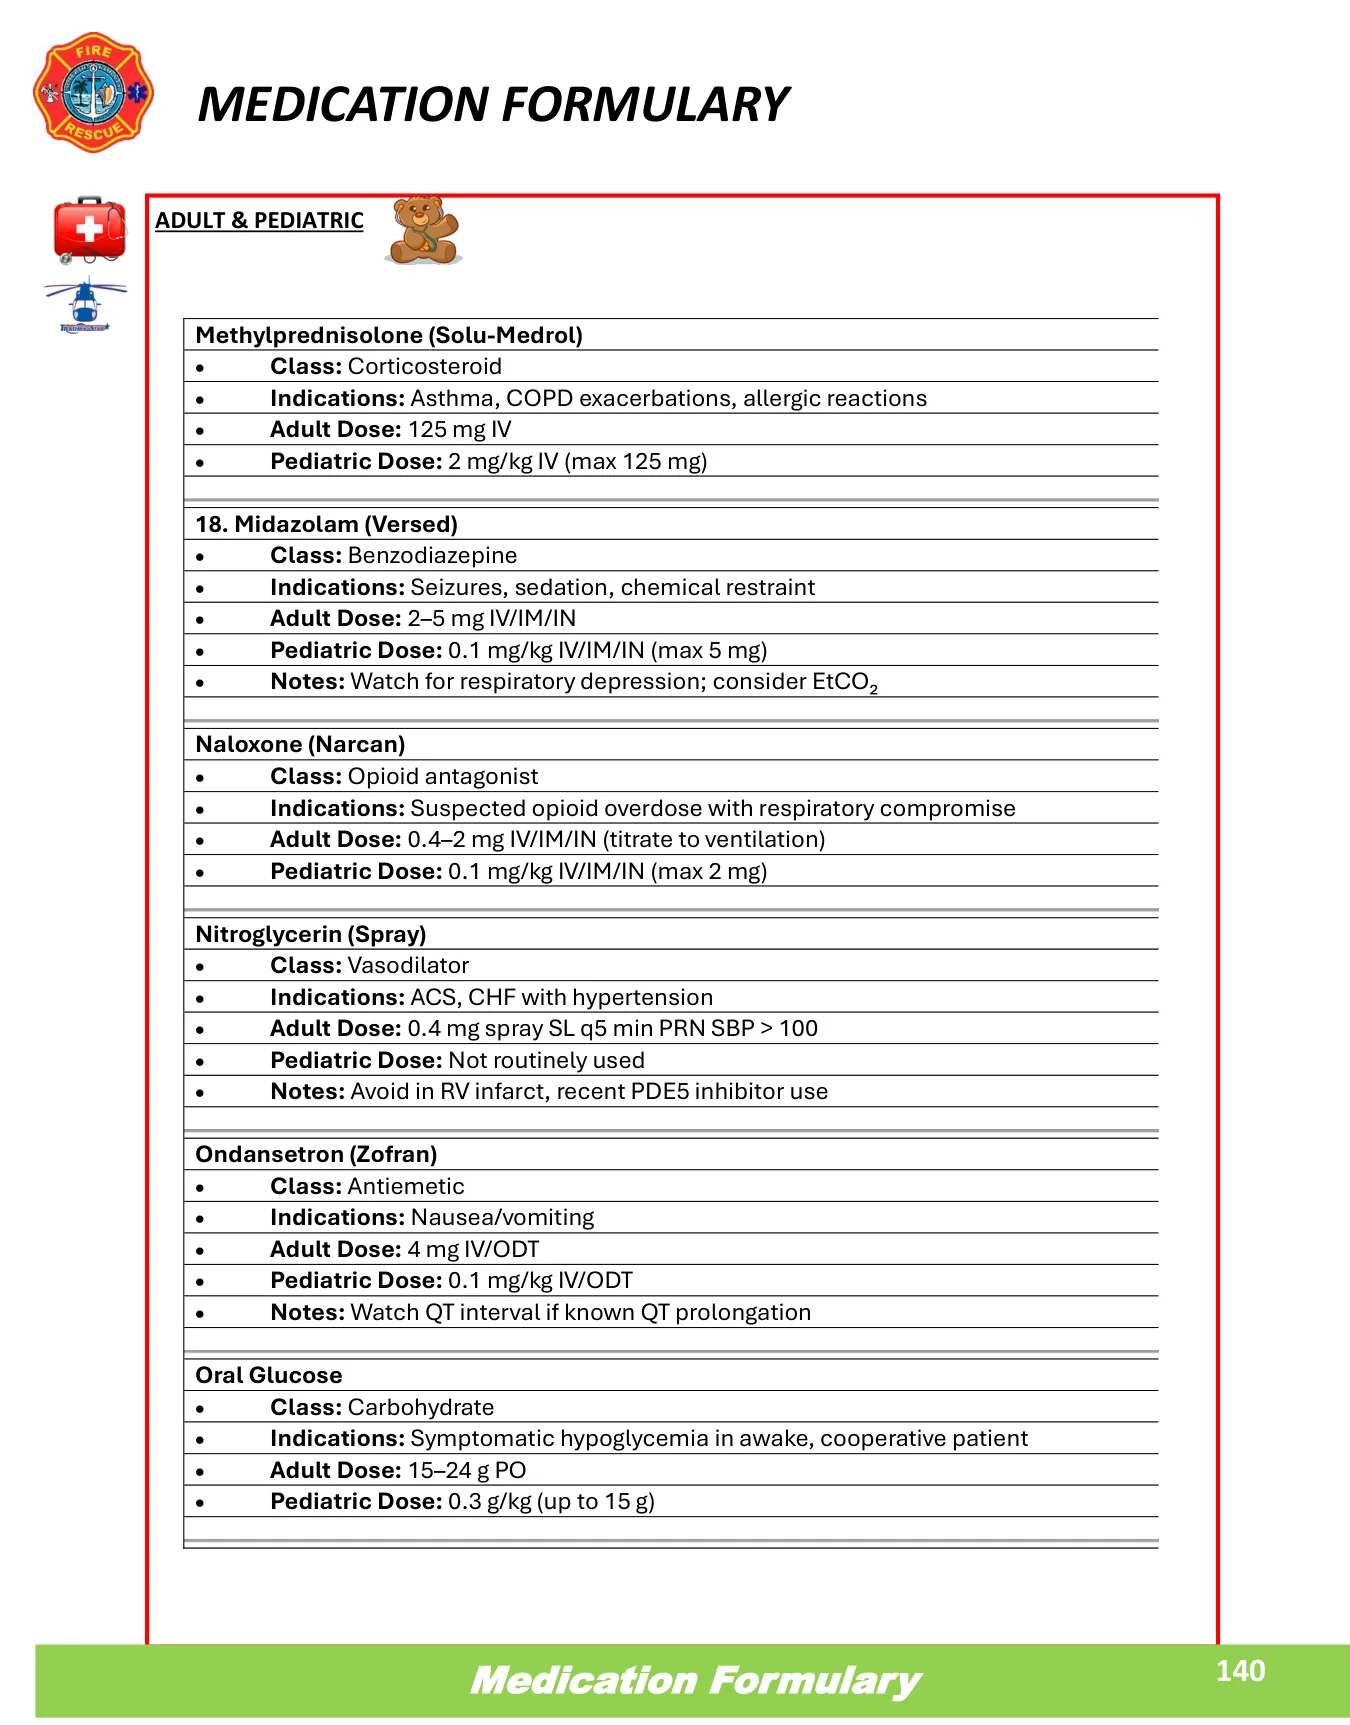 FIRE
RESCUE
MEDICATION FORMULARY
ADULT & PEDIATRIC
Methylprednisolone (Solu-Medrol)
• Class: Corticosteroid
• Indications: Asthma, COPD exacerbations, allergic reactions
• Adult Dose: 125 mg IV
• Pediatric Dose: 2 mg/kg IV (max 125 mg)
18. Midazolam (Versed)
• Class: Benzodiazepine
• Indications: Seizures, sedation, chemical restraint
• Adult Dose: 2–5 mg IV/IM/IN
• Pediatric Dose: 0.1 mg/kg IV/IM/IN (max 5 mg)
• Notes: Watch for respiratory depression; consider EtCO₂
Naloxone (Narcan)
• Class: Opioid antagonist
• Indications: Suspected opioid overdose with respiratory compromise
• Adult Dose: 0.4–2 mg IV/IM/IN (titrate to ventilation)
• Pediatric Dose: 0.1 mg/kg IV/IM/IN (max 2 mg)
Nitroglycerin (Spray)
• Class: Vasodilator
• Indications: ACS, CHF with hypertension
• Adult Dose: 0.4 mg spray SL q5 min PRN SBP > 100
• Pediatric Dose: Not routinely used
• Notes: Avoid in RV infarct, recent PDE5 inhibitor use
Ondansetron (Zofran)
• Class: Antiemetic
• Indications: Nausea/vomiting
• Adult Dose: 4 mg IV/ODT
• Pediatric Dose: 0.1 mg/kg IV/ODT
• Notes: Watch QT interval if known QT prolongation
Oral Glucose
• Class: Carbohydrate
• Indications: Symptomatic hypoglycemia in awake, cooperative patient
• Adult Dose: 15–24 g PO
• Pediatric Dose: 0.3 g/kg (up to 15 g)
Medication Formulary
140